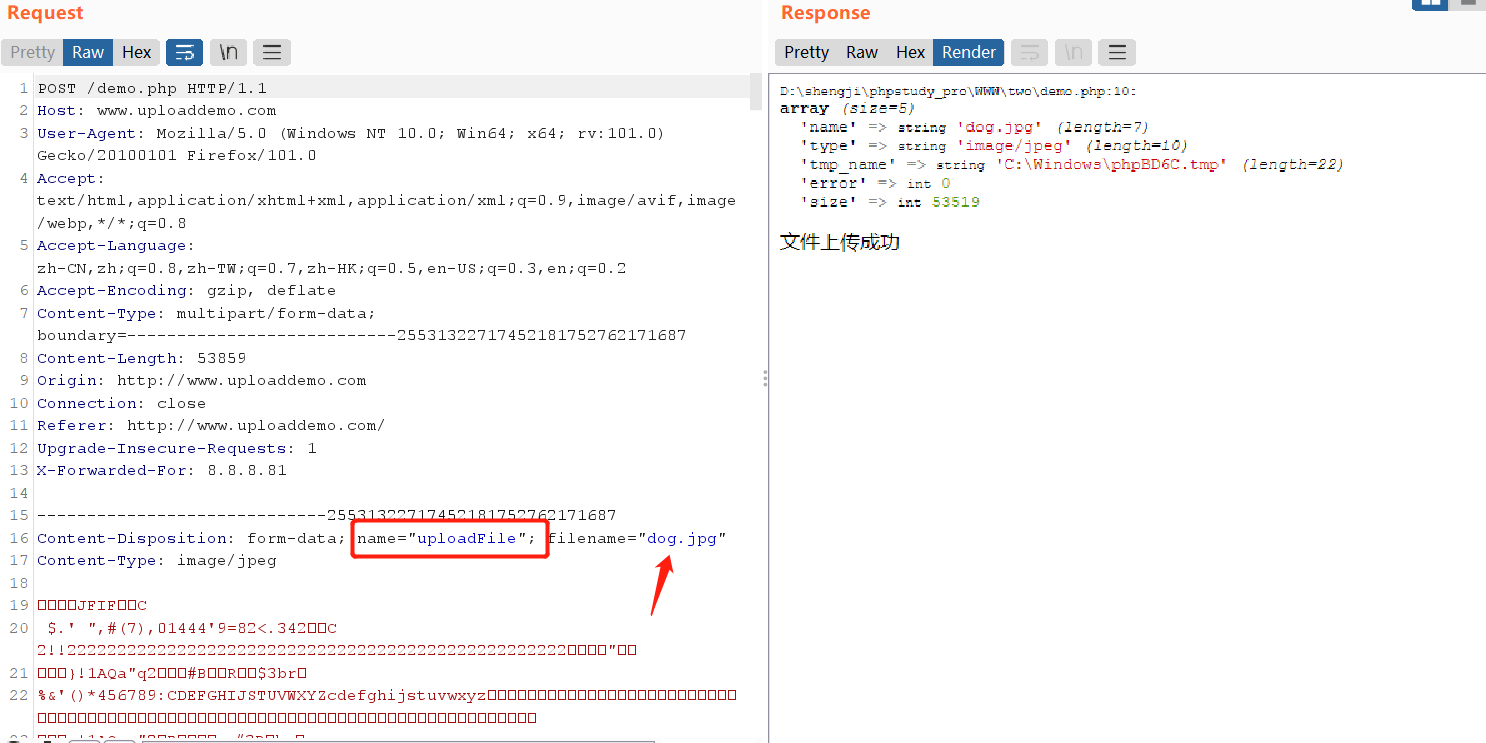 Request
Pretty Raw Hex \n
1 POST /demo.php HTTP/1.1
2 Host: www.uploaddemo.com
3 User-Agent: Mozilla/5.0 (Windows NT 10.0; Win64; x64; rv:101.0)
Gecko/20100101 Firefox/101.0
4 Accept:
text/html,application/xhtml+xml,application/xml;q=0.9,image/avif,image
/webp,*/*;q=0.8
5 Accept-Language:
zh-CN,zh;q=0.8,zh-TW;q=0.7,zh-HK;q=0.5,en-US;q=0.3,en;q=0.2
6 Accept-Encoding: gzip, deflate
7 Content-Type: multipart/form-data;
boundary=---------------------------255313227174521817527621​71687
8 Content-Length: 53859
9 Origin: http://www.uploaddemo.com
10 Connection: close
11 Referer: http://www.uploaddemo.com/
12 Upgrade-Insecure-Requests: 1
13 X-Forwarded-For: 8.8.8.81
14
15 -----------------------------255313227174521817527621​71687
16 Content-Disposition: form-data; name="uploadFile"; filename="dog.jpg"
17 Content-Type: image/jpeg
18
19 JFIF C
20 $.' ",#(7),01444'9=82<.342 C
2!!22222222222222222222222222222222222222222222222222 "
21 }!1AQa"q2 #B R $3br
22 %&'()*456789:CDEFGHIJSTUVWXYZcdefghijstuvwxyz
Response
Pretty Raw Hex Render \n
D:\shengji\phpstudy_pro\WWW\two\demo.php:10:
array (size=5)
'name' => string 'dog.jpg' (length=7)
'type' => string 'image/jpeg' (length=10)
'tmp_name' => string 'C:\Windows\phpBD6C.tmp' (length=22)
'error' => int 0
'size' => int 53519
文件上传成功